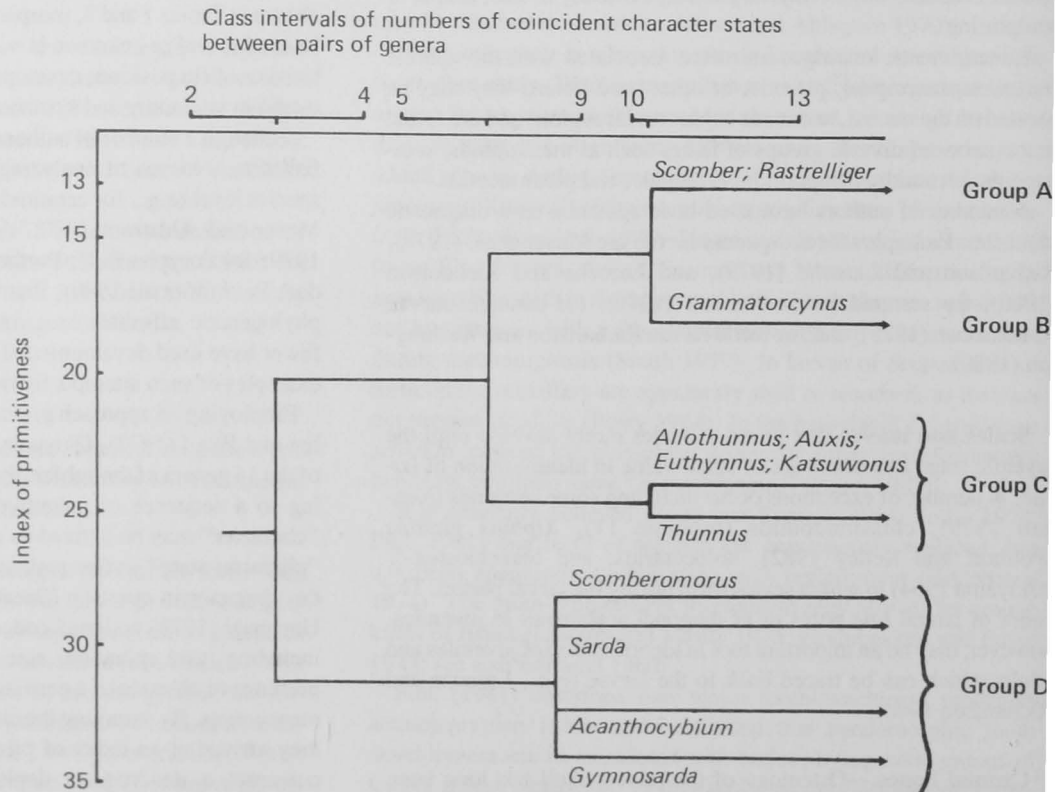 Class intervals of numbers of coincident character states
between pairs of genera
2 4 5 9 10 13
Index of primitiveness
13
15
20
25
30
35
Scomber; Rastrelliger
Group A
Grammatorcynus
Group B
Allothunnus; Auxis;
Euthynnus; Katsuwonus
Group C
Thunnus
Scomberomorus
Sarda
Group D
Acanthocybium
Gymnosarda